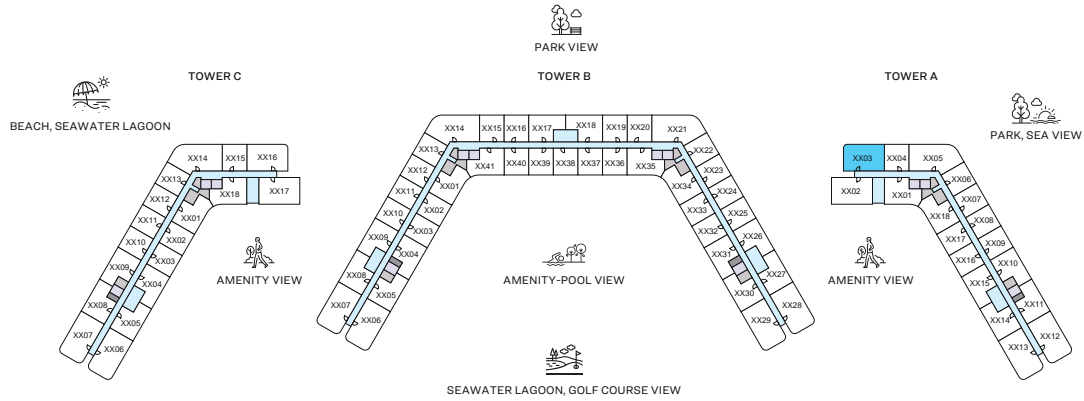 PARK VIEW
TOWER C
TOWER B
TOWER A
BEACH, SEAWATER LAGOON
PARK, SEA VIEW
XX14 XX15 XX16
XX13
XX12
XX11
XX10
XX09
XX08
XX07
XX18 XX17
XX01
XX02
XX03
XX04
XX05
XX06
AMENITY VIEW
XX14 XX15 XX16 XX17 XX18 XX19 XX20 XX21
XX13
XX12
XX11
XX10
XX09
XX08
XX07
XX41 XX40 XX39 XX38 XX37 XX36 XX35
XX01
XX02
XX03
XX04
XX05
XX06
XX22
XX23
XX24
XX25
XX26
XX27
XX28
XX34
XX33
XX32
XX31
XX30
XX29
AMENITY-POOL VIEW
XX03 XX04 XX05
XX02 XX01
XX06
XX07
XX08
XX09
XX10
XX11
XX12
XX18
XX17
XX16
XX15
XX14
XX13
AMENITY VIEW
SEAWATER LAGOON, GOLF COURSE VIEW